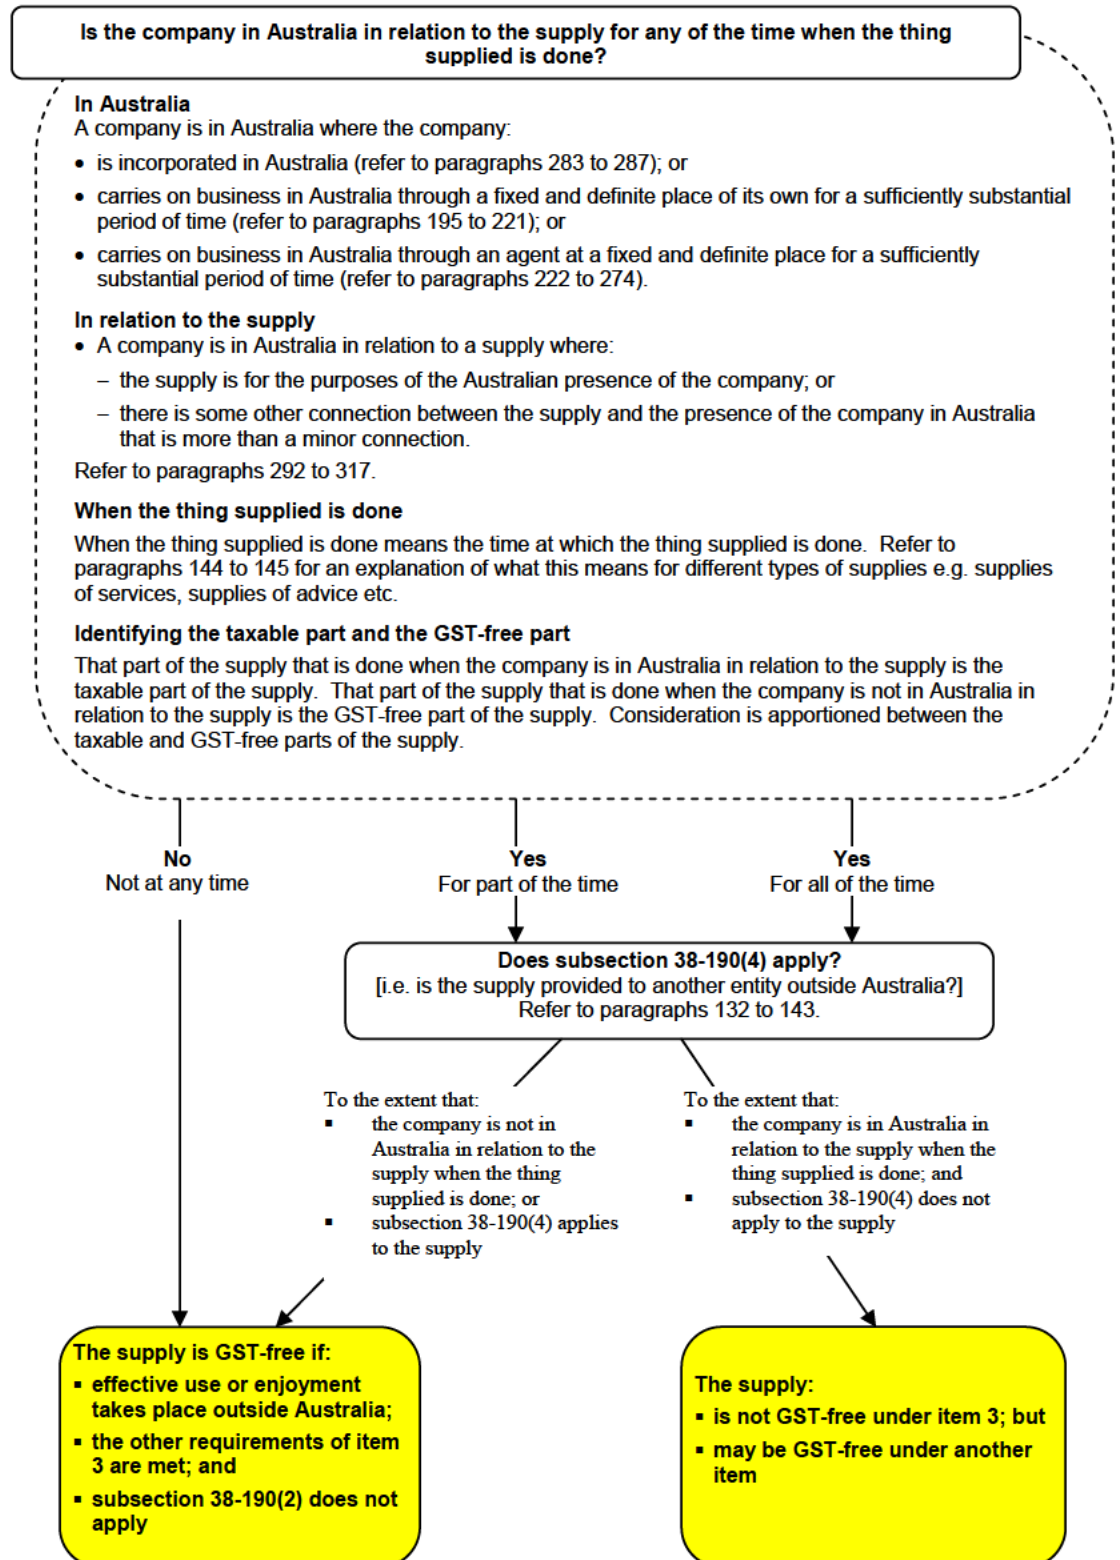 Is the company in Australia in relation to the supply for any of the time when the thing
supplied is done?
In Australia
A company is in Australia where the company:
• is incorporated in Australia (refer to paragraphs 283 to 287); or
• carries on business in Australia through a fixed and definite place of its own for a sufficiently substantial
period of time (refer to paragraphs 195 to 221); or
• carries on business in Australia through an agent at a fixed and definite place for a sufficiently
substantial period of time (refer to paragraphs 222 to 274).
In relation to the supply
• A company is in Australia in relation to a supply where:
– the supply is for the purposes of the Australian presence of the company; or
– there is some other connection between the supply and the presence of the company in Australia
that is more than a minor connection.
Refer to paragraphs 292 to 317.
When the thing supplied is done
When the thing supplied is done means the time at which the thing supplied is done. Refer to
paragraphs 144 to 145 for an explanation of what this means for different types of supplies e.g. supplies
of services, supplies of advice etc.
Identifying the taxable part and the GST-free part
That part of the supply that is done when the company is in Australia in relation to the supply is the
taxable part of the supply. That part of the supply that is done when the company is not in Australia in
relation to the supply is the GST-free part of the supply. Consideration is apportioned between the
taxable and GST-free parts of the supply.
No
Not at any time
Yes
For part of the time
Yes
For all of the time
Does subsection 38-190(4) apply?
[i.e. is the supply provided to another entity outside Australia?]
Refer to paragraphs 132 to 143.
To the extent that:
▪ the company is not in
Australia in relation to the
supply when the thing
supplied is done; or
▪ subsection 38-190(4) applies
to the supply
To the extent that:
▪ the company is in Australia in
relation to the supply when the
thing supplied is done; and
▪ subsection 38-190(4) does not
apply to the supply
The supply is GST-free if:
▪ effective use or enjoyment
takes place outside Australia;
▪ the other requirements of item
3 are met; and
▪ subsection 38-190(2) does not
apply
The supply:
▪ is not GST-free under item 3; but
▪ may be GST-free under another
item